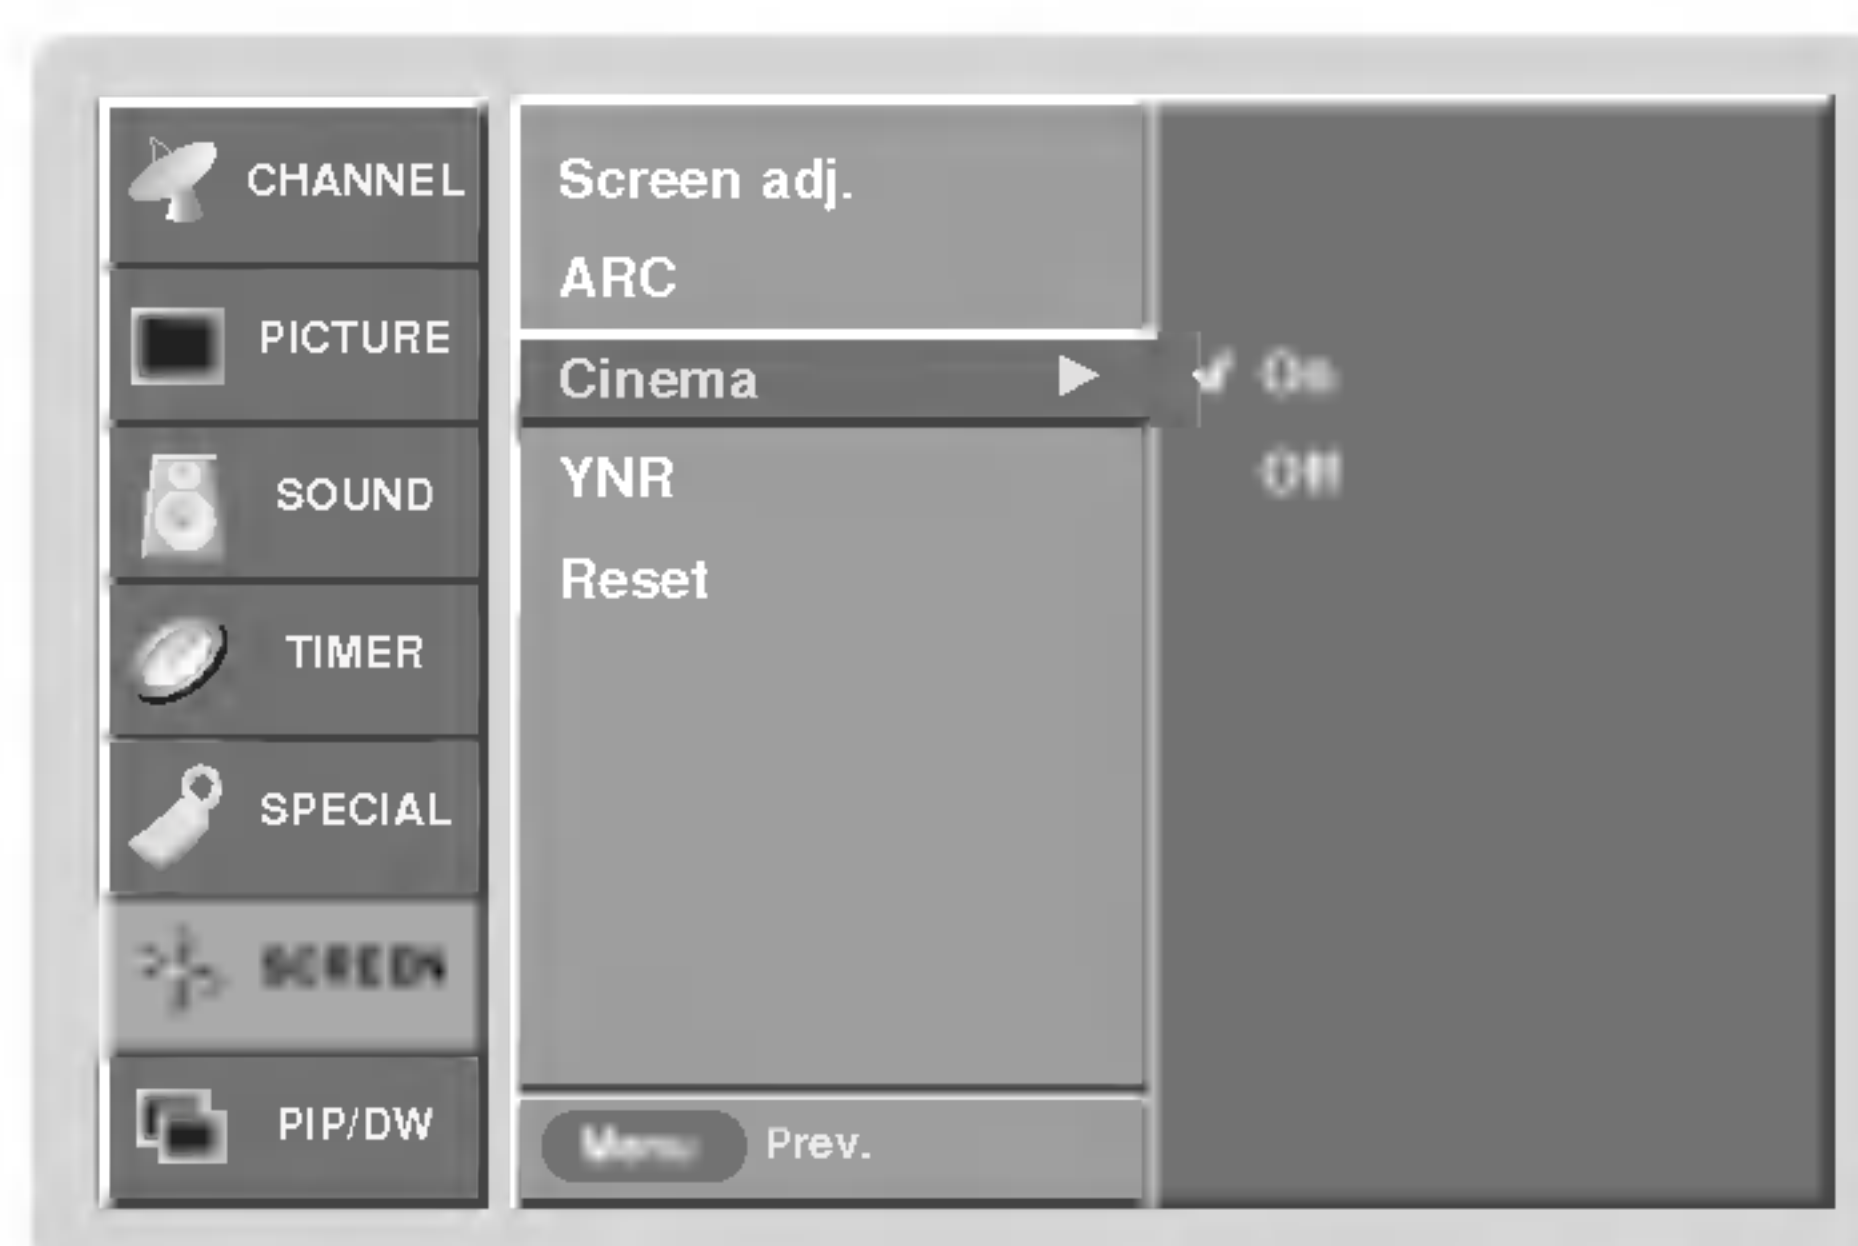 CHANNEL
PICTURE
SOUND
TIMER
SPECIAL
SCREEN
PIP/DW
Screen adj.
ARC
Cinema
YNR
Reset
On
Off
Menu Prev.